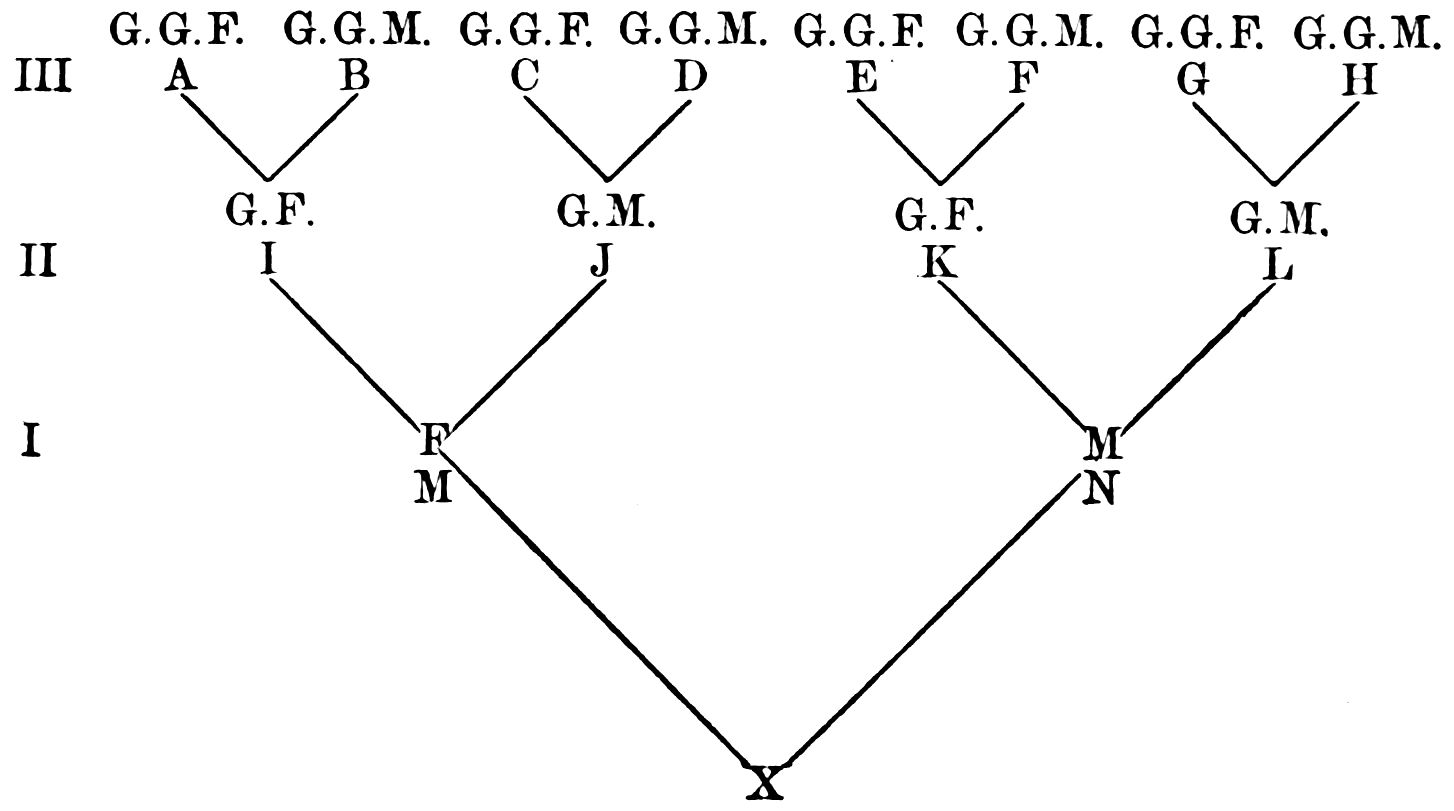 G.G.F. G.G.M. G.G.F. G.G.M. G.G.F. G.G.M. G.G.F. G.G.M.
III A B C D E F G H
G.F. G.M. G.F. G.M.
II I J K L
I F M
M N
X